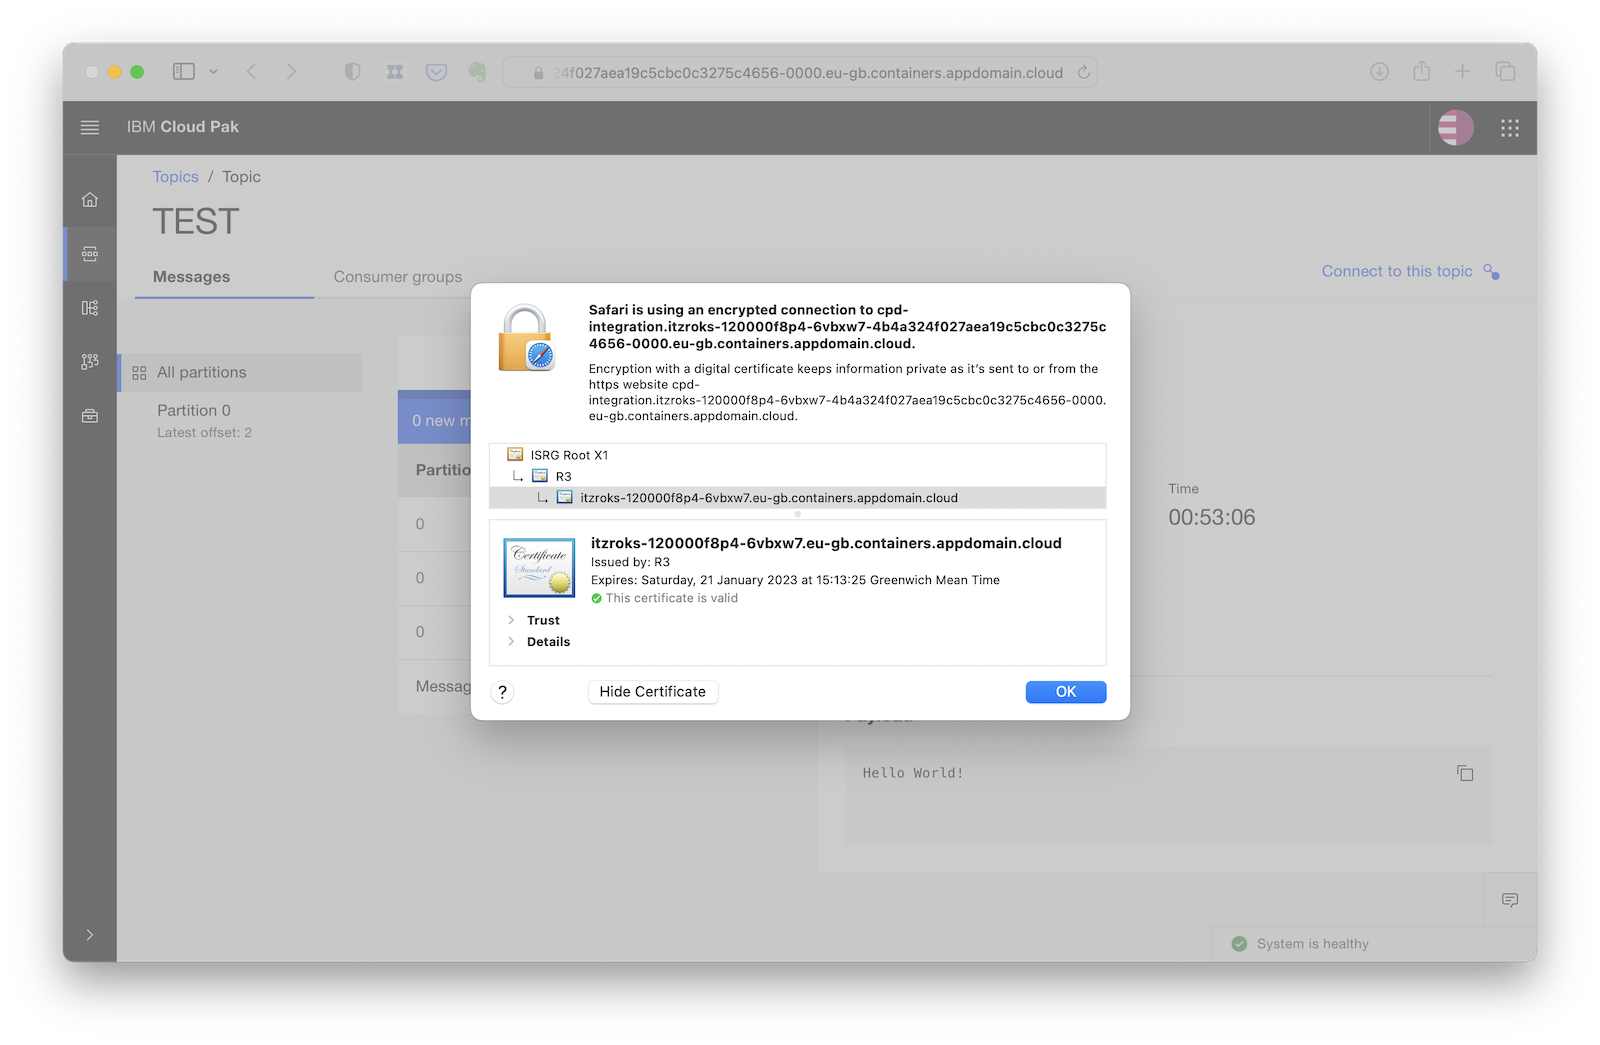 24f027aea19c5cbc0c3275c4656-0000.eu-gb.containers.appdomain.cloud
IBM Cloud Pak
Topics / Topic
TEST
Messages
Consumer groups
Connect to this topic
All partitions
Partition 0
Latest offset: 2
0 new
0
0
0
Time
00:53:06
Hello World!
System is healthy
Safari is using an encrypted connection to cpd-
integration.itzroks-120000f8p4-6vbxw7-4b4a324f027aea19c5cbc0c3275c
4656-0000.eu-gb.containers.appdomain.cloud.
Encryption with a digital certificate keeps information private as it's sent to or from the
https website cpd-
integration.itzroks-120000f8p4-6vbxw7-4b4a324f027aea19c5cbc0c3275c4656-0000.
eu-gb.containers.appdomain.cloud.
ISRG Root X1
R3
itzroks-120000f8p4-6vbxw7.eu-gb.containers.appdomain.cloud
Certificate
Standard
itzroks-120000f8p4-6vbxw7.eu-gb.containers.appdomain.cloud
Issued by: R3
Expires: Saturday, 21 January 2023 at 15:13:25 Greenwich Mean Time
This certificate is valid
Trust
Details
?
Hide Certificate
OK